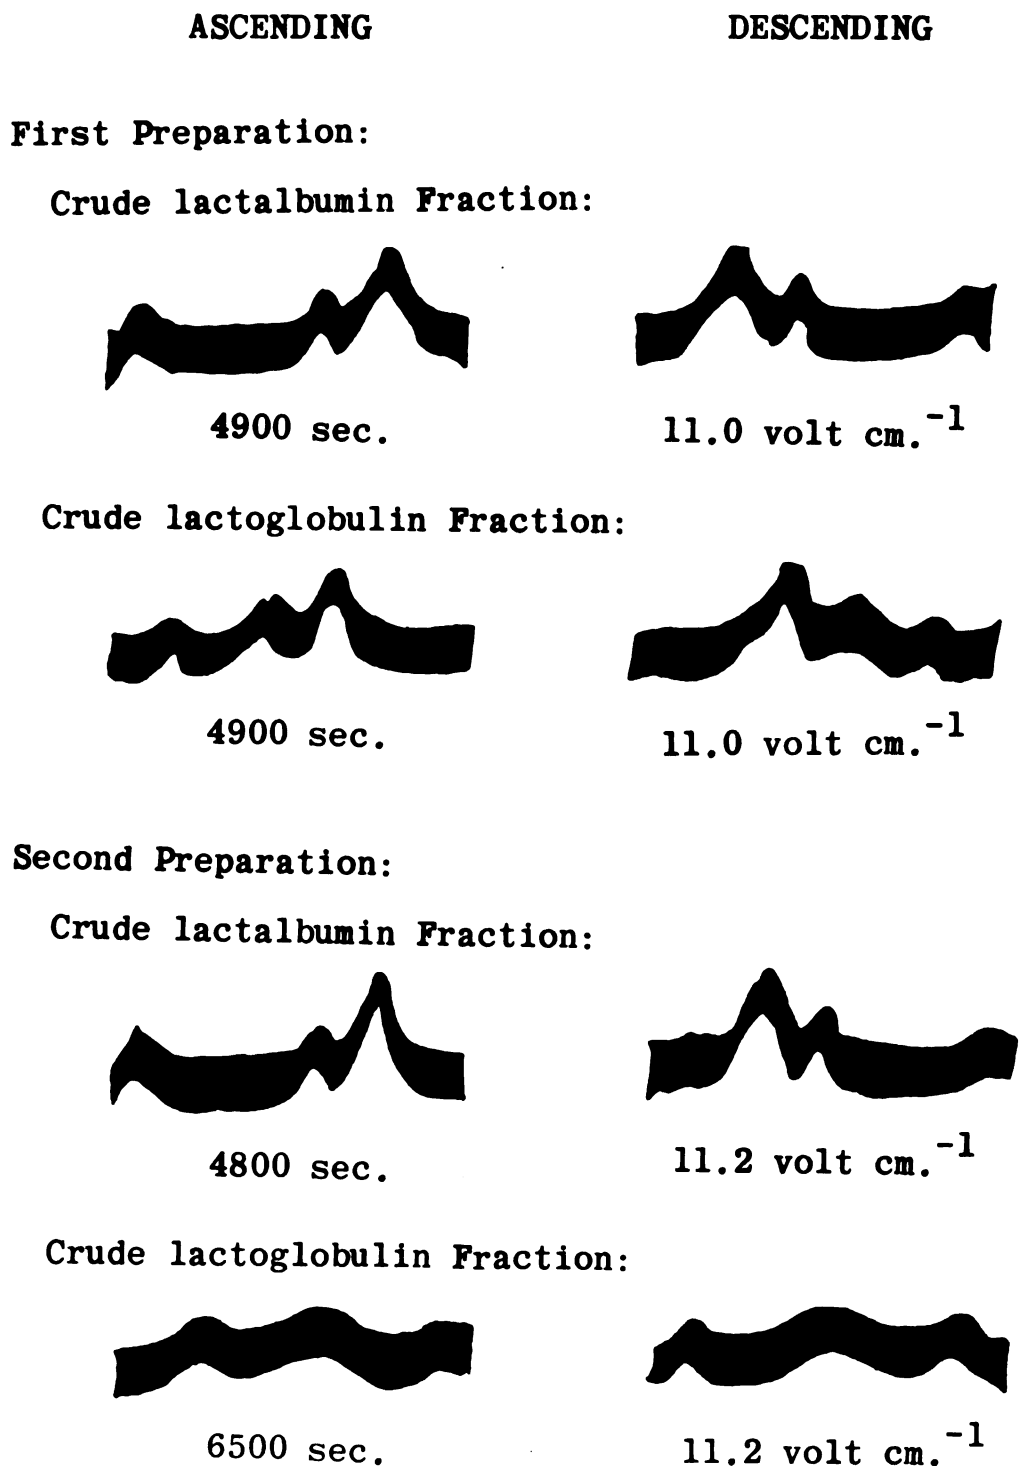 ASCENDING DESCENDING
First Preparation:
Crude lactalbumin Fraction:
4900 sec. 11.0 volt cm.⁻¹
Crude lactoglobulin Fraction:
4900 sec. 11.0 volt cm.⁻¹
Second Preparation:
Crude lactalbumin Fraction:
4800 sec. 11.2 volt cm.⁻¹
Crude lactoglobulin Fraction:
6500 sec. 11.2 volt cm.⁻¹